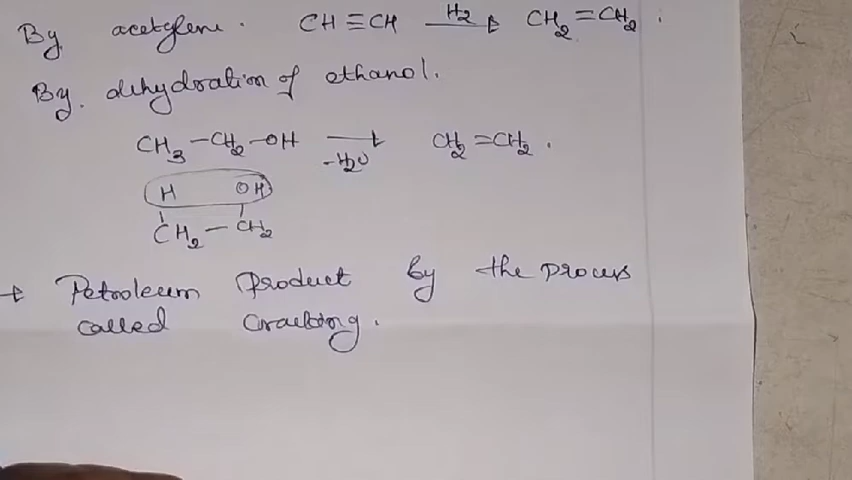 By acetylene. CH≡CH —H₂→ CH₂=CH₂.
By. dehydration of ethanol.
CH₃–CH₂–OH —→ CH₂=CH₂.
-H₂O
H OH
CH₂ – CH₂
→ Petroleum Product by the process
called Cracking.